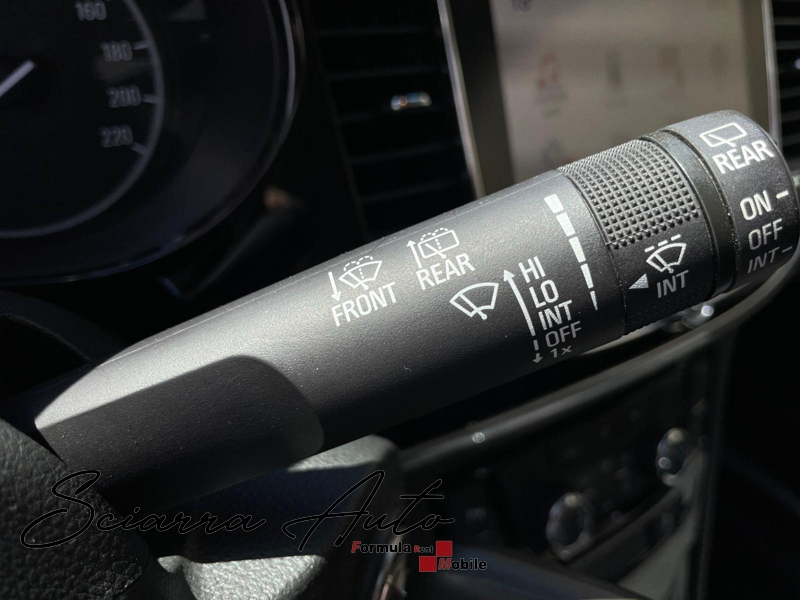 160
180
200
220
REAR
ON
OFF
INT
INT
FRONT
REAR
HI
LO
INT
OFF
1x
Sciarra Auto
Formula Rent
Mobile